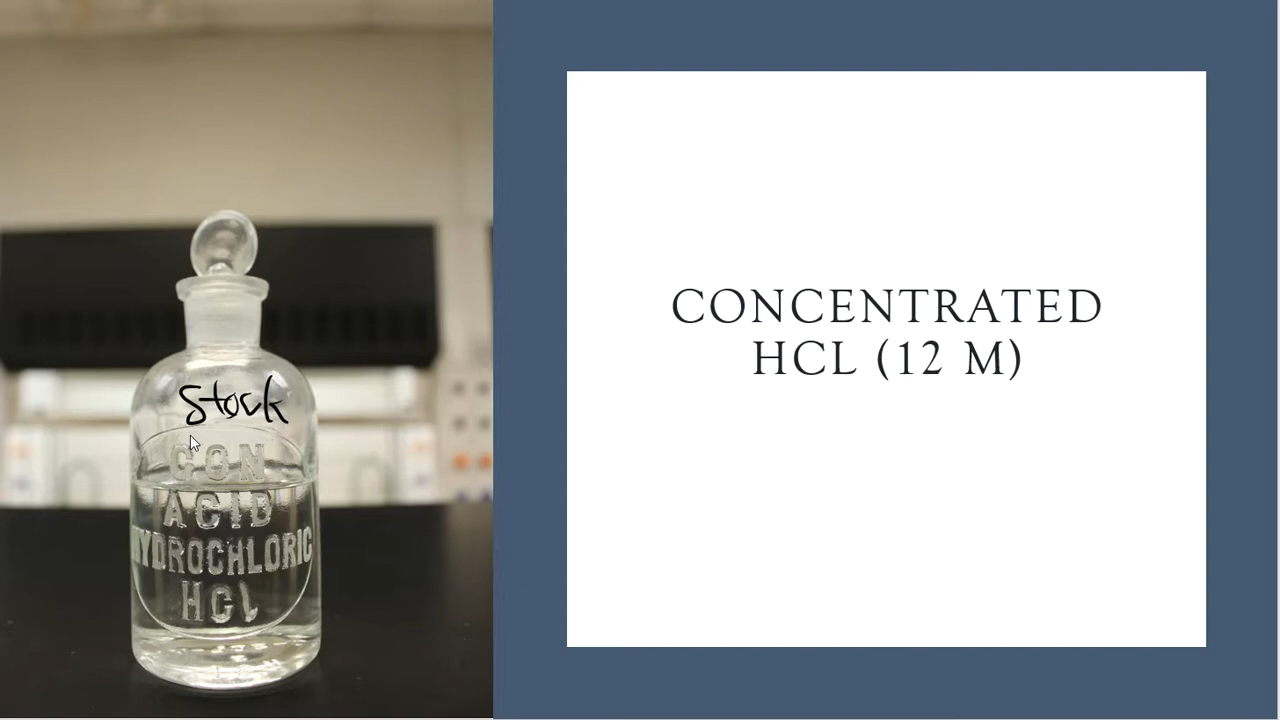 Stock
CON
ACID
HYDROCHLORIC
HCl
CONCENTRATED
HCL (12 M)